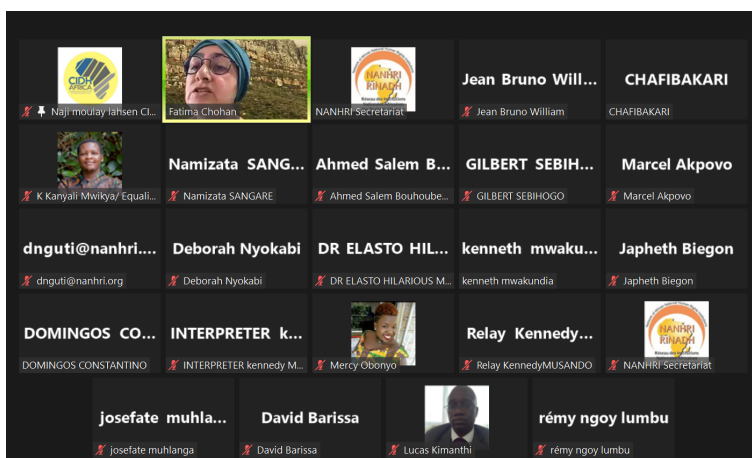 CIDH
AFRICA
Naji moulay lahsen CI...
Fatima Chohan
NANHRI
RINADH
NANHRI Secretariat
Jean Bruno Will...
Jean Bruno William
CHAFIBAKARI
CHAFIBAKARI
K Kanyali Mwikya/ Equali...
Namizata SANG...
Namizata SANGARE
Ahmed Salem B...
Ahmed Salem Bouhoube...
GILBERT SEBIH...
GILBERT SEBIHOGO
Marcel Akpovo
Marcel Akpovo
dnguti@nanhri....
dnguti@nanhri.org
Deborah Nyokabi
Deborah Nyokabi
DR ELASTO HIL...
DR ELASTO HILARIOUS M...
kenneth mwaku...
kenneth mwakundia
Japheth Biegon
Japheth Biegon
DOMINGOS CO...
DOMINGOS CONSTANTINO
INTERPRETER k...
INTERPRETER kennedy M...
Mercy Obonyo
Relay Kennedy...
Relay KennedyMUSANDO
NANHRI
RINADH
NANHRI Secretariat
josefate muhla...
josefate muhlanga
David Barissa
David Barissa
Lucas Kimanthi
rémy ngoy lumbu
rémy ngoy lumbu